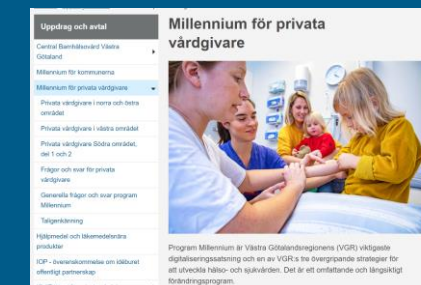 Uppdrag och avtal
Central Barnhälsovård Västra
Götaland
Millennium för kommunerna
Millennium för privata vårdgivare
Privata vårdgivare i norra och östra
området
Privata vårdgivare i västra området
Privata vårdgivare Södra området,
del 1 och 2
Frågor och svar för privata
vårdgivare
Generella frågor och svar program
Millennium
Taligenkänning
Hjälpmedel och läkemedelsnära
produkter
IOP - överenskommelse om idéburet
offentligt partnerskap
Millennium för privata
vårdgivare
Program Millennium är Västra Götalandsregionens (VGR) viktigaste
digitaliseringssatsning och en av VGR:s tre övergripande strategier för
att utveckla hälso- och sjukvården. Det är ett omfattande och långsiktigt
förändringsprogram.